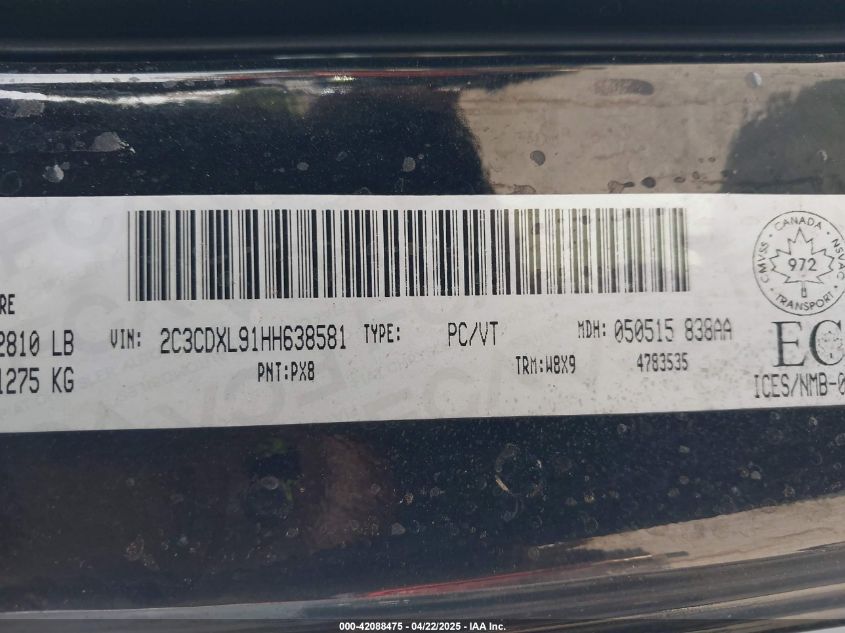 RE
2810 LB
1275 KG
VIN: 2C3CDXL91HH638581 TYPE: PC/VT MDH: 050515 838AA
PNT:PX8 TRM:W8X9 4783535
CANADA
CMVSS NSVAC
972
TRANSPORT
EC
ICES/NMB-0
000-42088475 - 04/22/2025 - IAA Inc.